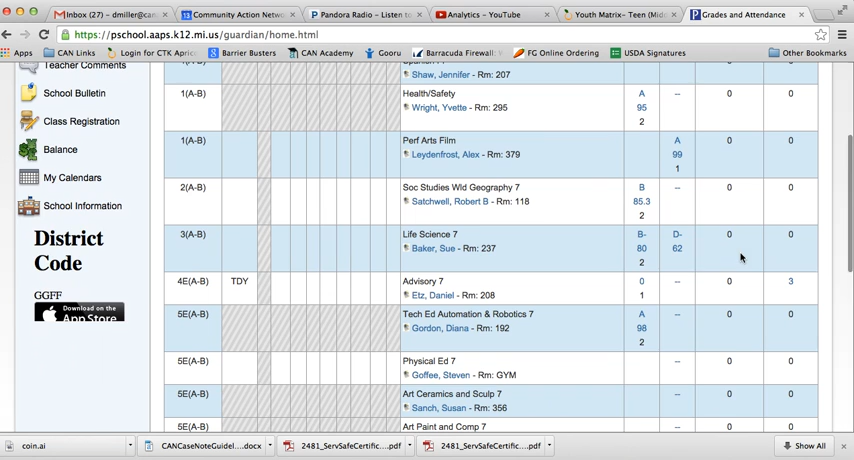 Inbox (27) - dmiller@can
Community Action Netw
Pandora Radio - Listen to
Analytics - YouTube
Youth Matrix- Teen (Midd
Grades and Attendance
https://pschool.aaps.k12.mi.us/guardian/home.html
Apps
CAN Links
Login for CTK Aprico
Barrier Busters
CAN Academy
Gooru
Barracuda Firewall:
FG Online Ordering
USDA Signatures
Other Bookmarks
Teacher Comments
School Bulletin
Class Registration
Balance
My Calendars
School Information
District
Code
GGFF
Download on the
App Store
Shaw, Jennifer - Rm: 207
1(A-B) Health/Safety A -- 0 0
Wright, Yvette - Rm: 295 95
2
1(A-B) Perf Arts Film A 0 0
Leydenfrost, Alex - Rm: 379 99
1
2(A-B) Soc Studies Wld Geography 7 B -- 0 0
Satchwell, Robert B - Rm: 118 85.3
2
3(A-B) Life Science 7 B- D- 0 0
Baker, Sue - Rm: 237 80 62
2
4E(A-B) TDY Advisory 7 0 -- 0 3
Etz, Daniel - Rm: 208 1
5E(A-B) Tech Ed Automation & Robotics 7 A -- 0 0
Gordon, Diana - Rm: 192 98
2
5E(A-B) Physical Ed 7 -- 0 0
Goffee, Steven - Rm: GYM
5E(A-B) Art Ceramics and Sculp 7 -- 0 0
Sanch, Susan - Rm: 356
5E(A-B) Art Paint and Comp 7 -- 0 0
coin.ai
CANCaseNoteGuidel....docx
2481_ServSafeCertific....pdf
2481_ServSafeCertific....pdf
Show All